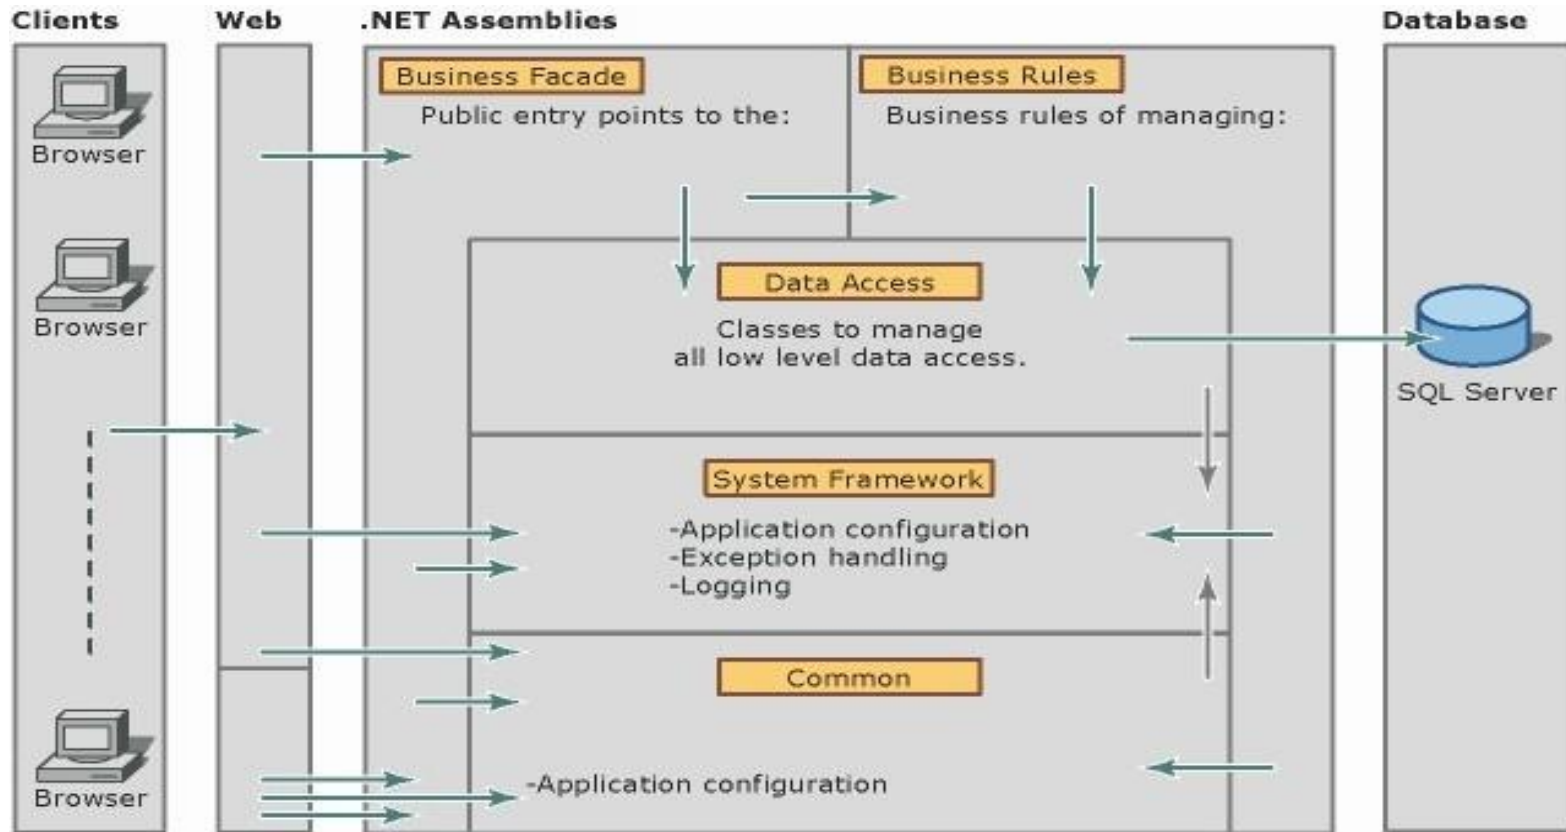 Clients
Web
.NET Assemblies
Database
Business Facade
Public entry points to the:
Business Rules
Business rules of managing:
Browser
Browser
Data Access
Classes to manage
all low level data access.
SQL Server
System Framework
-Application configuration
-Exception handling
-Logging
Common
-Application configuration
Browser